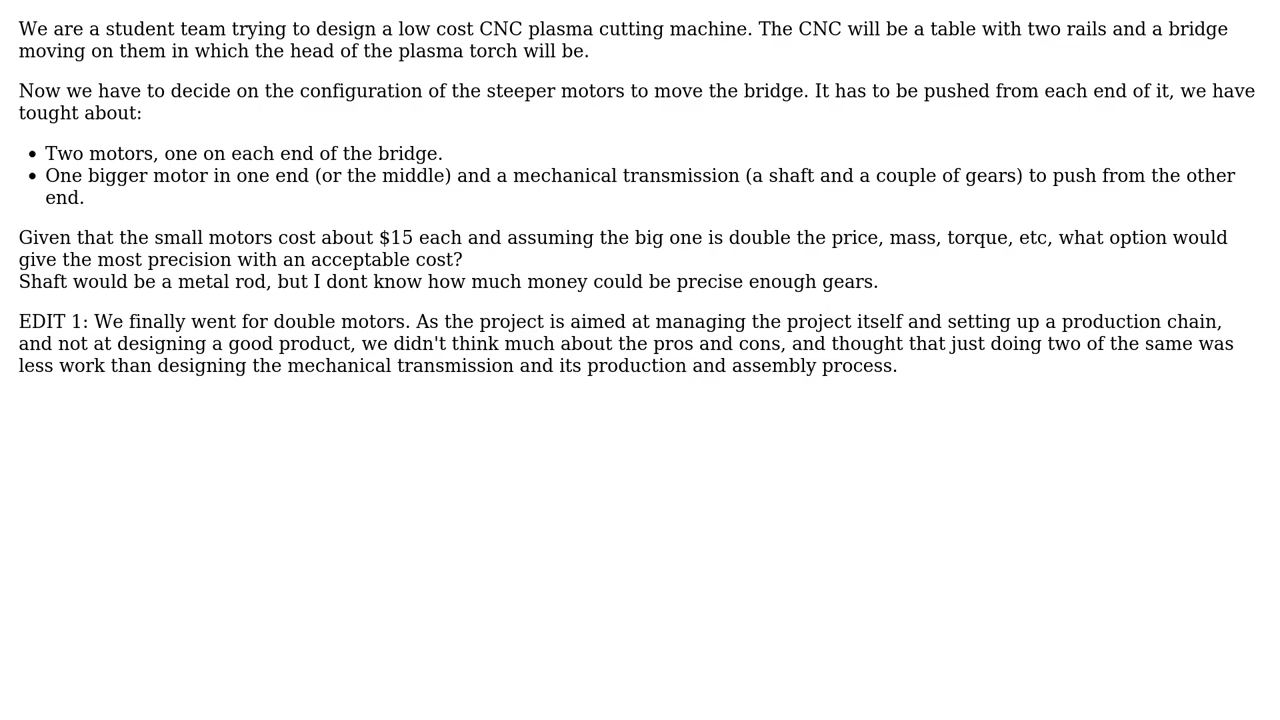 We are a student team trying to design a low cost CNC plasma cutting machine. The CNC will be a table with two rails and a bridge
moving on them in which the head of the plasma torch will be.
Now we have to decide on the configuration of the steeper motors to move the bridge. It has to be pushed from each end of it, we have
tought about:
• Two motors, one on each end of the bridge.
• One bigger motor in one end (or the middle) and a mechanical transmission (a shaft and a couple of gears) to push from the other
end.
Given that the small motors cost about $15 each and assuming the big one is double the price, mass, torque, etc, what option would
give the most precision with an acceptable cost?
Shaft would be a metal rod, but I dont know how much money could be precise enough gears.
EDIT 1: We finally went for double motors. As the project is aimed at managing the project itself and setting up a production chain,
and not at designing a good product, we didn't think much about the pros and cons, and thought that just doing two of the same was
less work than designing the mechanical transmission and its production and assembly process.